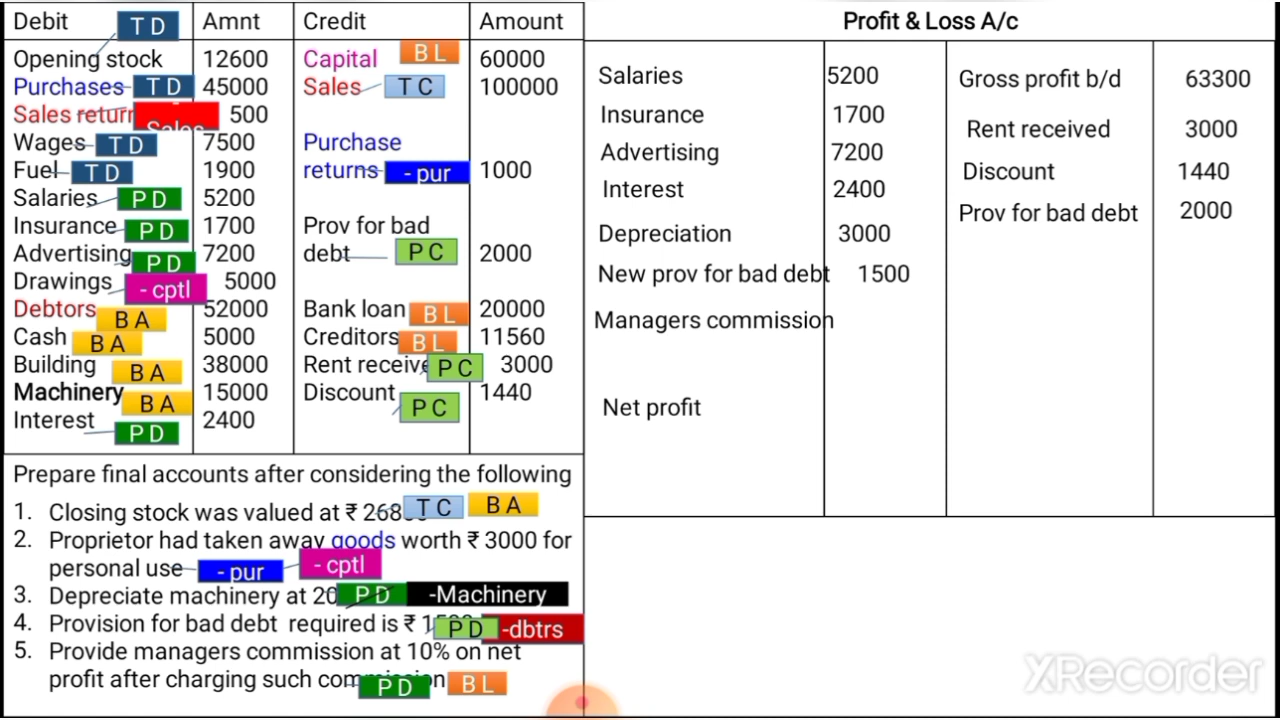 Debit T D Amnt Credit Amount
Opening stock 12600 Capital B L 60000
Purchases T D 45000 Sales T C 100000
Sales return - Sales 500
Wages T D 7500 Purchase
Fuel T D 1900 returns - pur 1000
Salaries P D 5200
Insurance P D 1700 Prov for bad
Advertising P D 7200 debt P C 2000
Drawings - cptl 5000
Debtors B A 52000 Bank loan B L 20000
Cash B A 5000 Creditors B L 11560
Building B A 38000 Rent receive P C 3000
Machinery B A 15000 Discount P C 1440
Interest P D 2400
Prepare final accounts after considering the following
1. Closing stock was valued at ₹ T C B A
2. Proprietor had taken away goods worth ₹ 3000 for
personal use - pur - cptl
3. Depreciate machinery at 20 P D -Machinery
4. Provision for bad debt required is ₹ P D -dbtrs
5. Provide managers commission at 10% on net
profit after charging such commission P D B L
Profit & Loss A/c
Salaries 5200 Gross profit b/d 63300
Insurance 1700 Rent received 3000
Advertising 7200 Discount 1440
Interest 2400 Prov for bad debt 2000
Depreciation 3000
New prov for bad debt 1500
Managers commission
Net profit
XRecorder